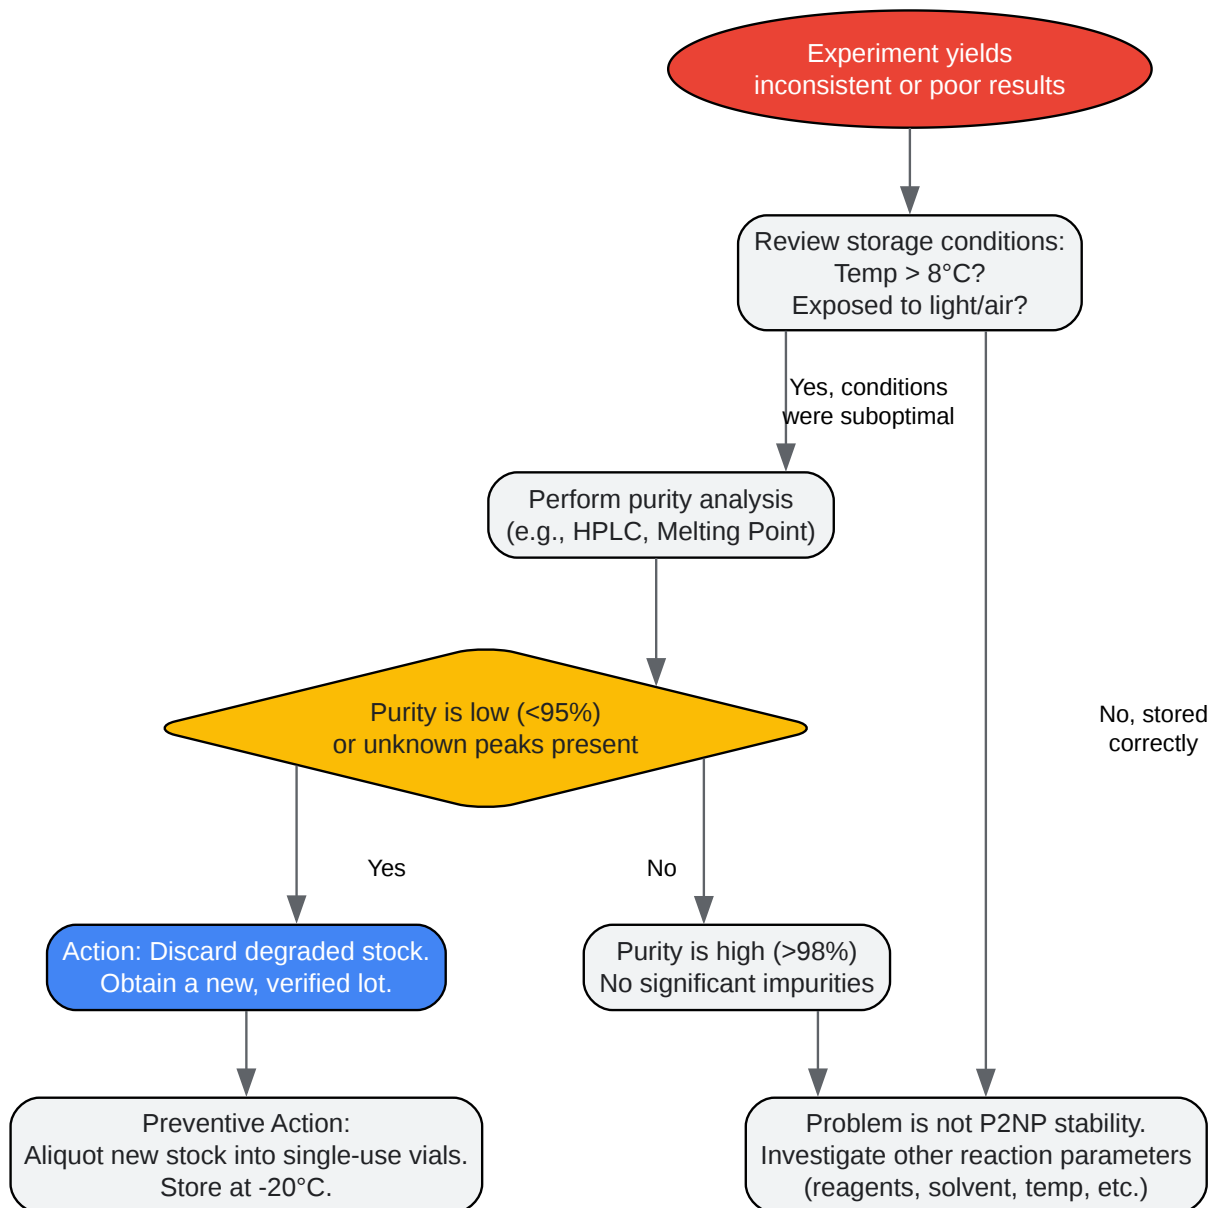 Experiment yields
inconsistent or poor results
Review storage conditions:
Temp > 8°C?
Exposed to light/air?
Yes, conditions
were suboptimal
Perform purity analysis
(e.g., HPLC, Melting Point)
No, stored
correctly
Purity is low (<95%)
or unknown peaks present
Yes
No
Action: Discard degraded stock.
Obtain a new, verified lot.
Purity is high (>98%)
No significant impurities
Preventive Action:
Aliquot new stock into single-use vials.
Store at -20°C.
Problem is not P2NP stability.
Investigate other reaction parameters
(reagents, solvent, temp, etc.)